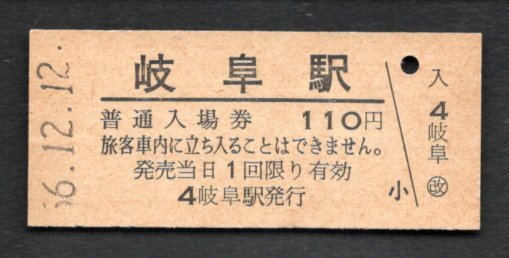 56.12.12.
岐阜駅
普通入場券 110円
旅客車内に立ち入ることはできません。
発売当日1回限り有効
4岐阜駅発行
小
入
4
岐阜
㊢